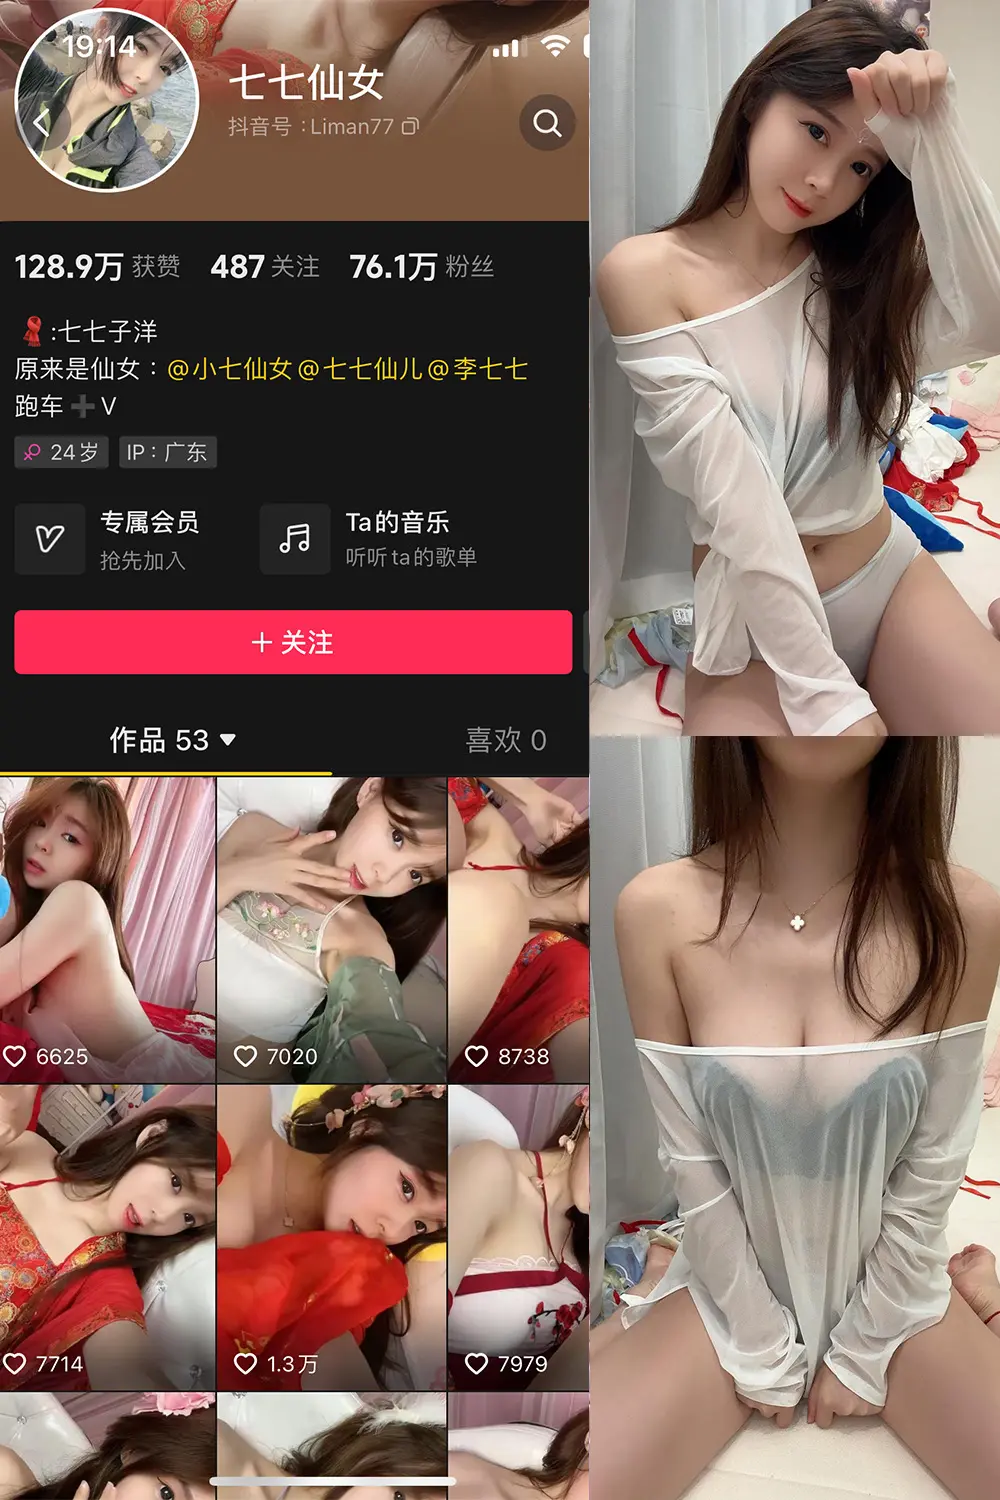 19:14
七七仙女
抖音号：Liman77
128.9万 获赞 487 关注 76.1万 粉丝
:七七子洋
原来是仙女：@小七仙女@七七仙儿@李七七
跑车➕V
24岁 IP：广东
专属会员
抢先加入
Ta的音乐
听听ta的歌单
+ 关注
作品 53
喜欢 0
6625
7020
8738
7714
1.3万
7979